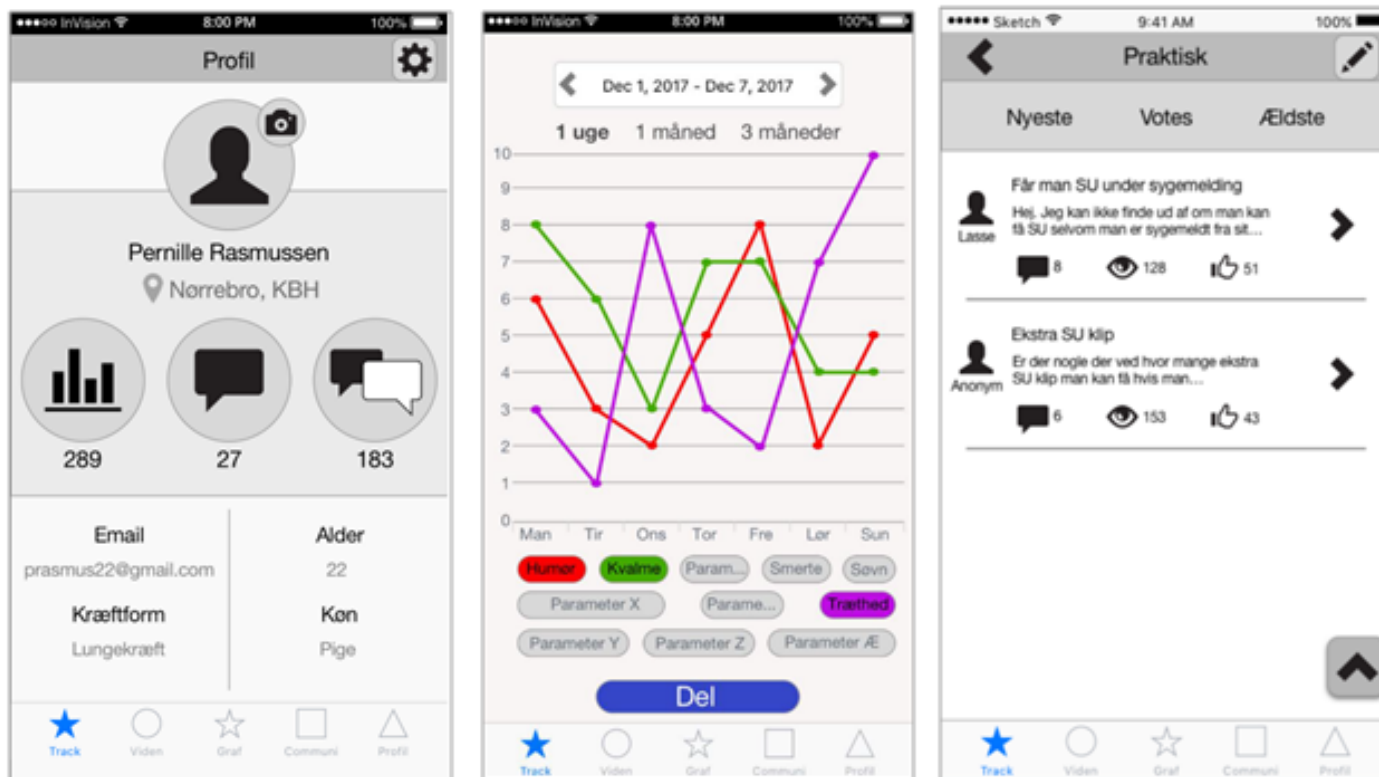 InVision 8:00 PM 100%
Profil
Pernille Rasmussen
Nørrebro, KBH
289 27 183
Email Alder
prasmus22@gmail.com 22
Kræftform Køn
Lungekræft Pige
Track Viden Graf Communi Profil
InVision 8:00 PM 100%
Dec 1, 2017 - Dec 7, 2017
1 uge 1 måned 3 måneder
10
9
8
7
6
5
4
3
2
1
0
Man Tir Ons Tor Fre Lør Sun
Humør Kvalme Param... Smerte Søvn
Parameter X Parame... Træthed
Parameter Y Parameter Z Parameter Æ
Del
Track Viden Graf Communi Profil
Sketch 9:41 AM 100%
Praktisk
Nyeste Votes Ældste
Får man SU under sygemelding
Hej. Jeg kan ikke finde ud af om man kan
få SU selvom man er sygemeldt fra sit...
Lasse
8 128 51
Ekstra SU klip
Er der nogle der ved hvor mange ekstra
SU klip man kan få hvis man...
Anonym
6 153 43
Track Viden Graf Communi Profil